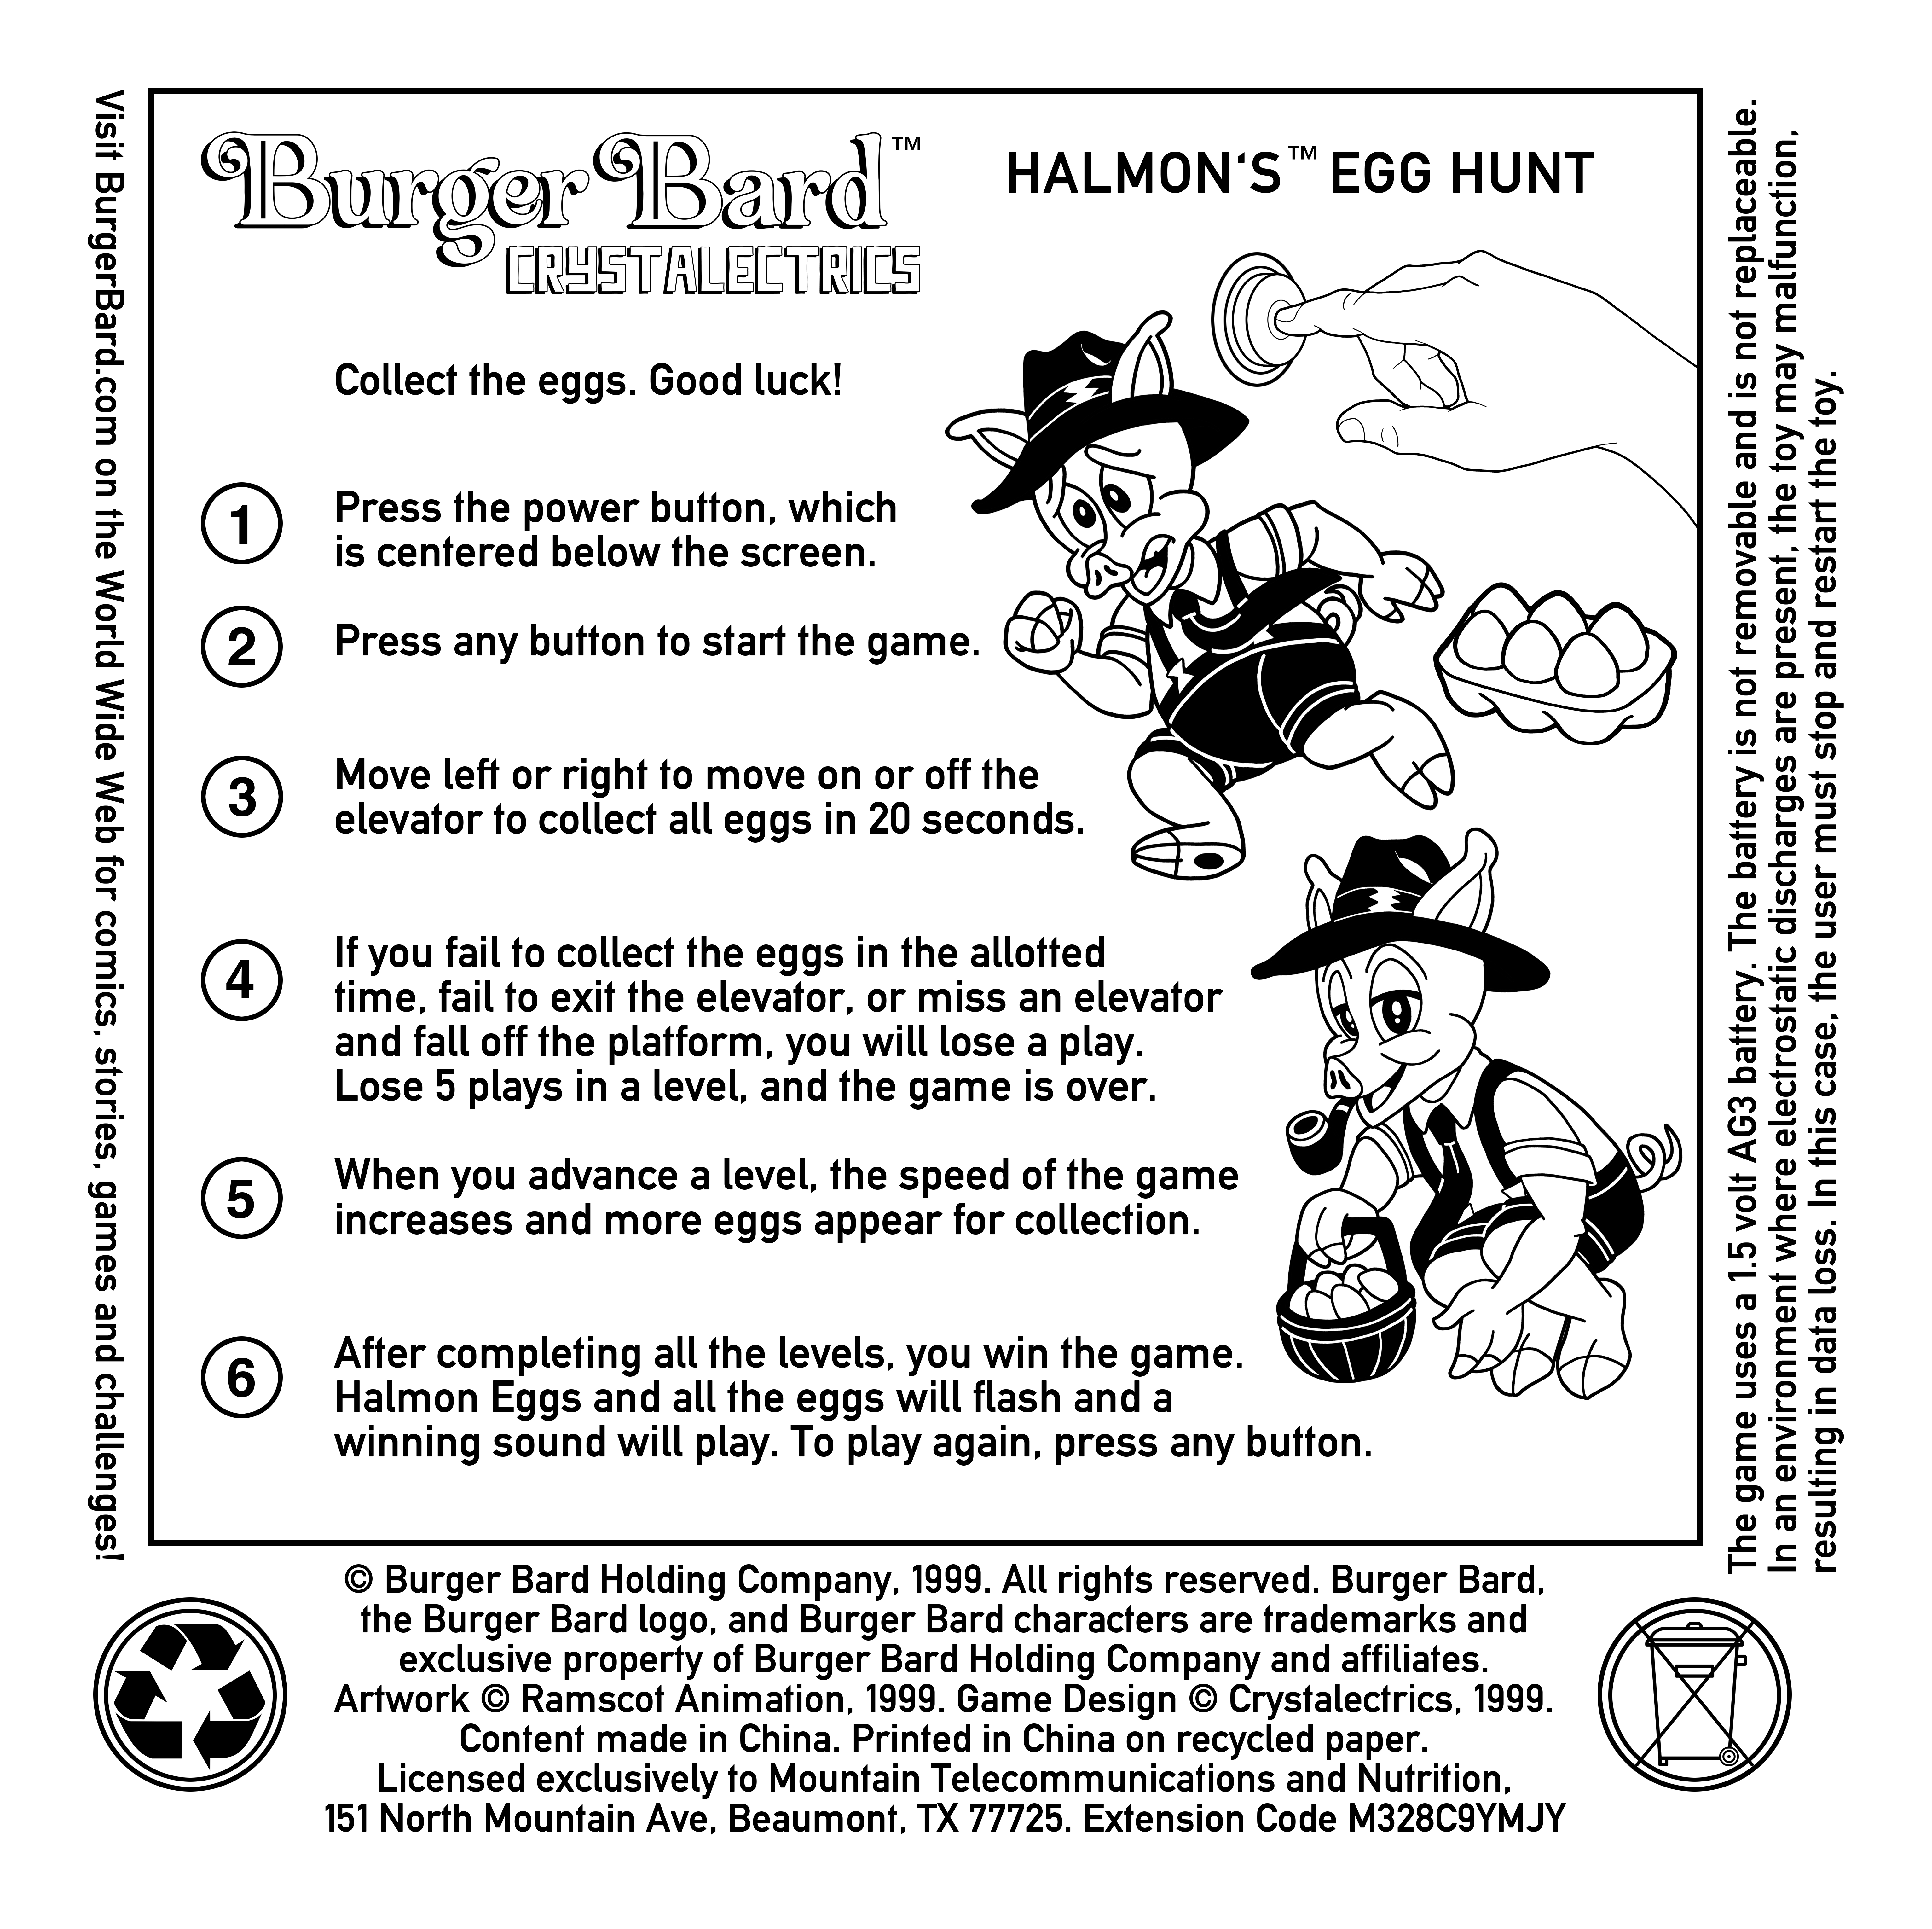 Burger Bard™
CRYSTALECTRICS
HALMON‘S™ EGG HUNT
Collect the eggs. Good luck!
1
Press the power button, which
is centered below the screen.
2
Press any button to start the game.
3
Move left or right to move on or off the
elevator to collect all eggs in 20 seconds.
4
If you fail to collect the eggs in the allotted
time, fail to exit the elevator, or miss an elevator
and fall off the platform, you will lose a play.
Lose 5 plays in a level, and the game is over.
5
When you advance a level, the speed of the game
increases and more eggs appear for collection.
6
After completing all the levels, you win the game.
Halmon Eggs and all the eggs will flash and a
winning sound will play. To play again, press any button.
Visit BurgerBard.com on the World Wide Web for comics, stories, games and challenges!
The game uses a 1.5 volt AG3 battery. The battery is not removable and is not replaceable.
In an environment where electrostatic discharges are present, the toy may malfunction,
resulting in data loss. In this case, the user must stop and restart the toy.
© Burger Bard Holding Company, 1999. All rights reserved. Burger Bard,
the Burger Bard logo, and Burger Bard characters are trademarks and
exclusive property of Burger Bard Holding Company and affiliates.
Artwork © Ramscot Animation, 1999. Game Design © Crystalectrics, 1999.
Content made in China. Printed in China on recycled paper.
Licensed exclusively to Mountain Telecommunications and Nutrition,
151 North Mountain Ave, Beaumont, TX 77725. Extension Code M328C9YMJY